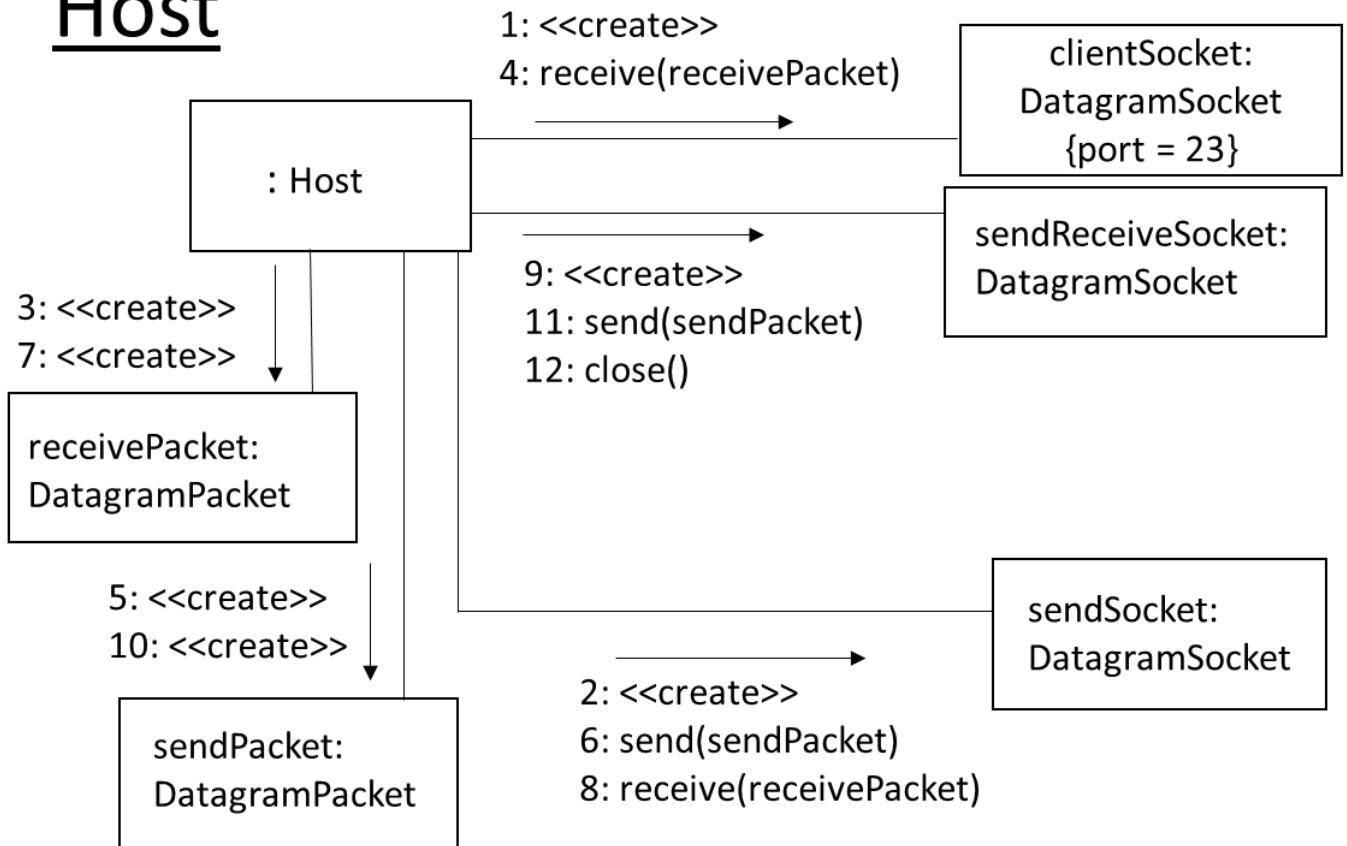 Host
1: <<create>>
4: receive(receivePacket)
clientSocket:
DatagramSocket
{port = 23}
: Host
sendReceiveSocket:
DatagramSocket
9: <<create>>
11: send(sendPacket)
12: close()
3: <<create>>
7: <<create>>
receivePacket:
DatagramPacket
5: <<create>>
10: <<create>>
sendSocket:
DatagramSocket
2: <<create>>
6: send(sendPacket)
8: receive(receivePacket)
sendPacket:
DatagramPacket